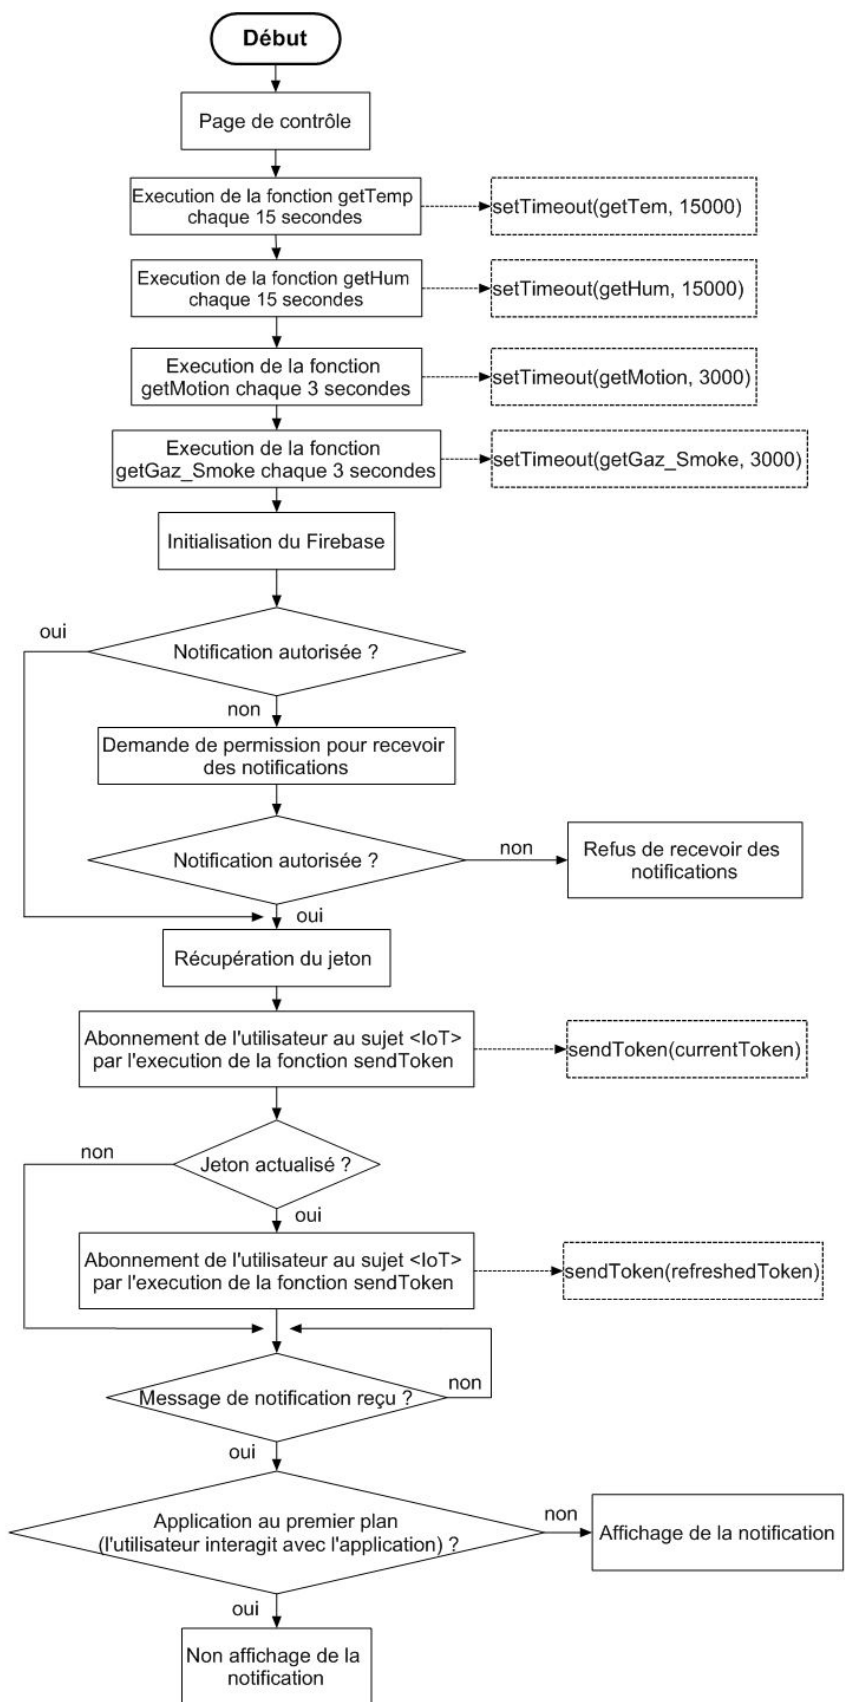 Début
Page de contrôle
Execution de la fonction getTemp
chaque 15 secondes
setTimeout(getTem, 15000)
Execution de la fonction getHum
chaque 15 secondes
setTimeout(getHum, 15000)
Execution de la fonction
getMotion chaque 3 secondes
setTimeout(getMotion, 3000)
Execution de la fonction
getGaz_Smoke chaque 3 secondes
setTimeout(getGaz_Smoke, 3000)
Initialisation du Firebase
oui
Notification autorisée ?
non
Demande de permission pour recevoir
des notifications
Notification autorisée ?
non
Refus de recevoir des
notifications
oui
Récupération du jeton
Abonnement de l'utilisateur au sujet <IoT>
par l'execution de la fonction sendToken
sendToken(currentToken)
non
Jeton actualisé ?
oui
Abonnement de l'utilisateur au sujet <IoT>
par l'execution de la fonction sendToken
sendToken(refreshedToken)
Message de notification reçu ?
non
oui
Application au premier plan
(l'utilisateur interagit avec l'application) ?
non
Affichage de la notification
oui
Non affichage de la
notification